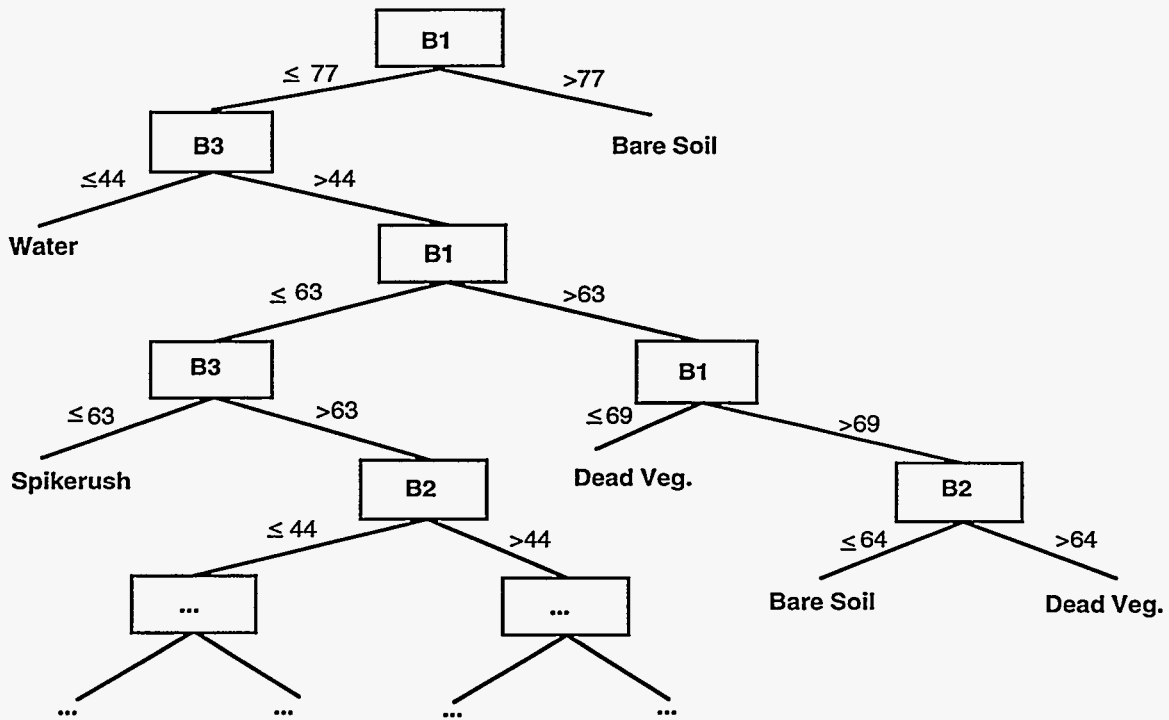 B1
≤ 77
>77
B3
Bare Soil
≤44
>44
Water
B1
≤ 63
>63
B3
B1
≤63
>63
≤69
>69
Spikerush
B2
Dead Veg.
B2
≤ 44
>44
≤64
>64
...
...
Bare Soil
Dead Veg.
...
...
...
...